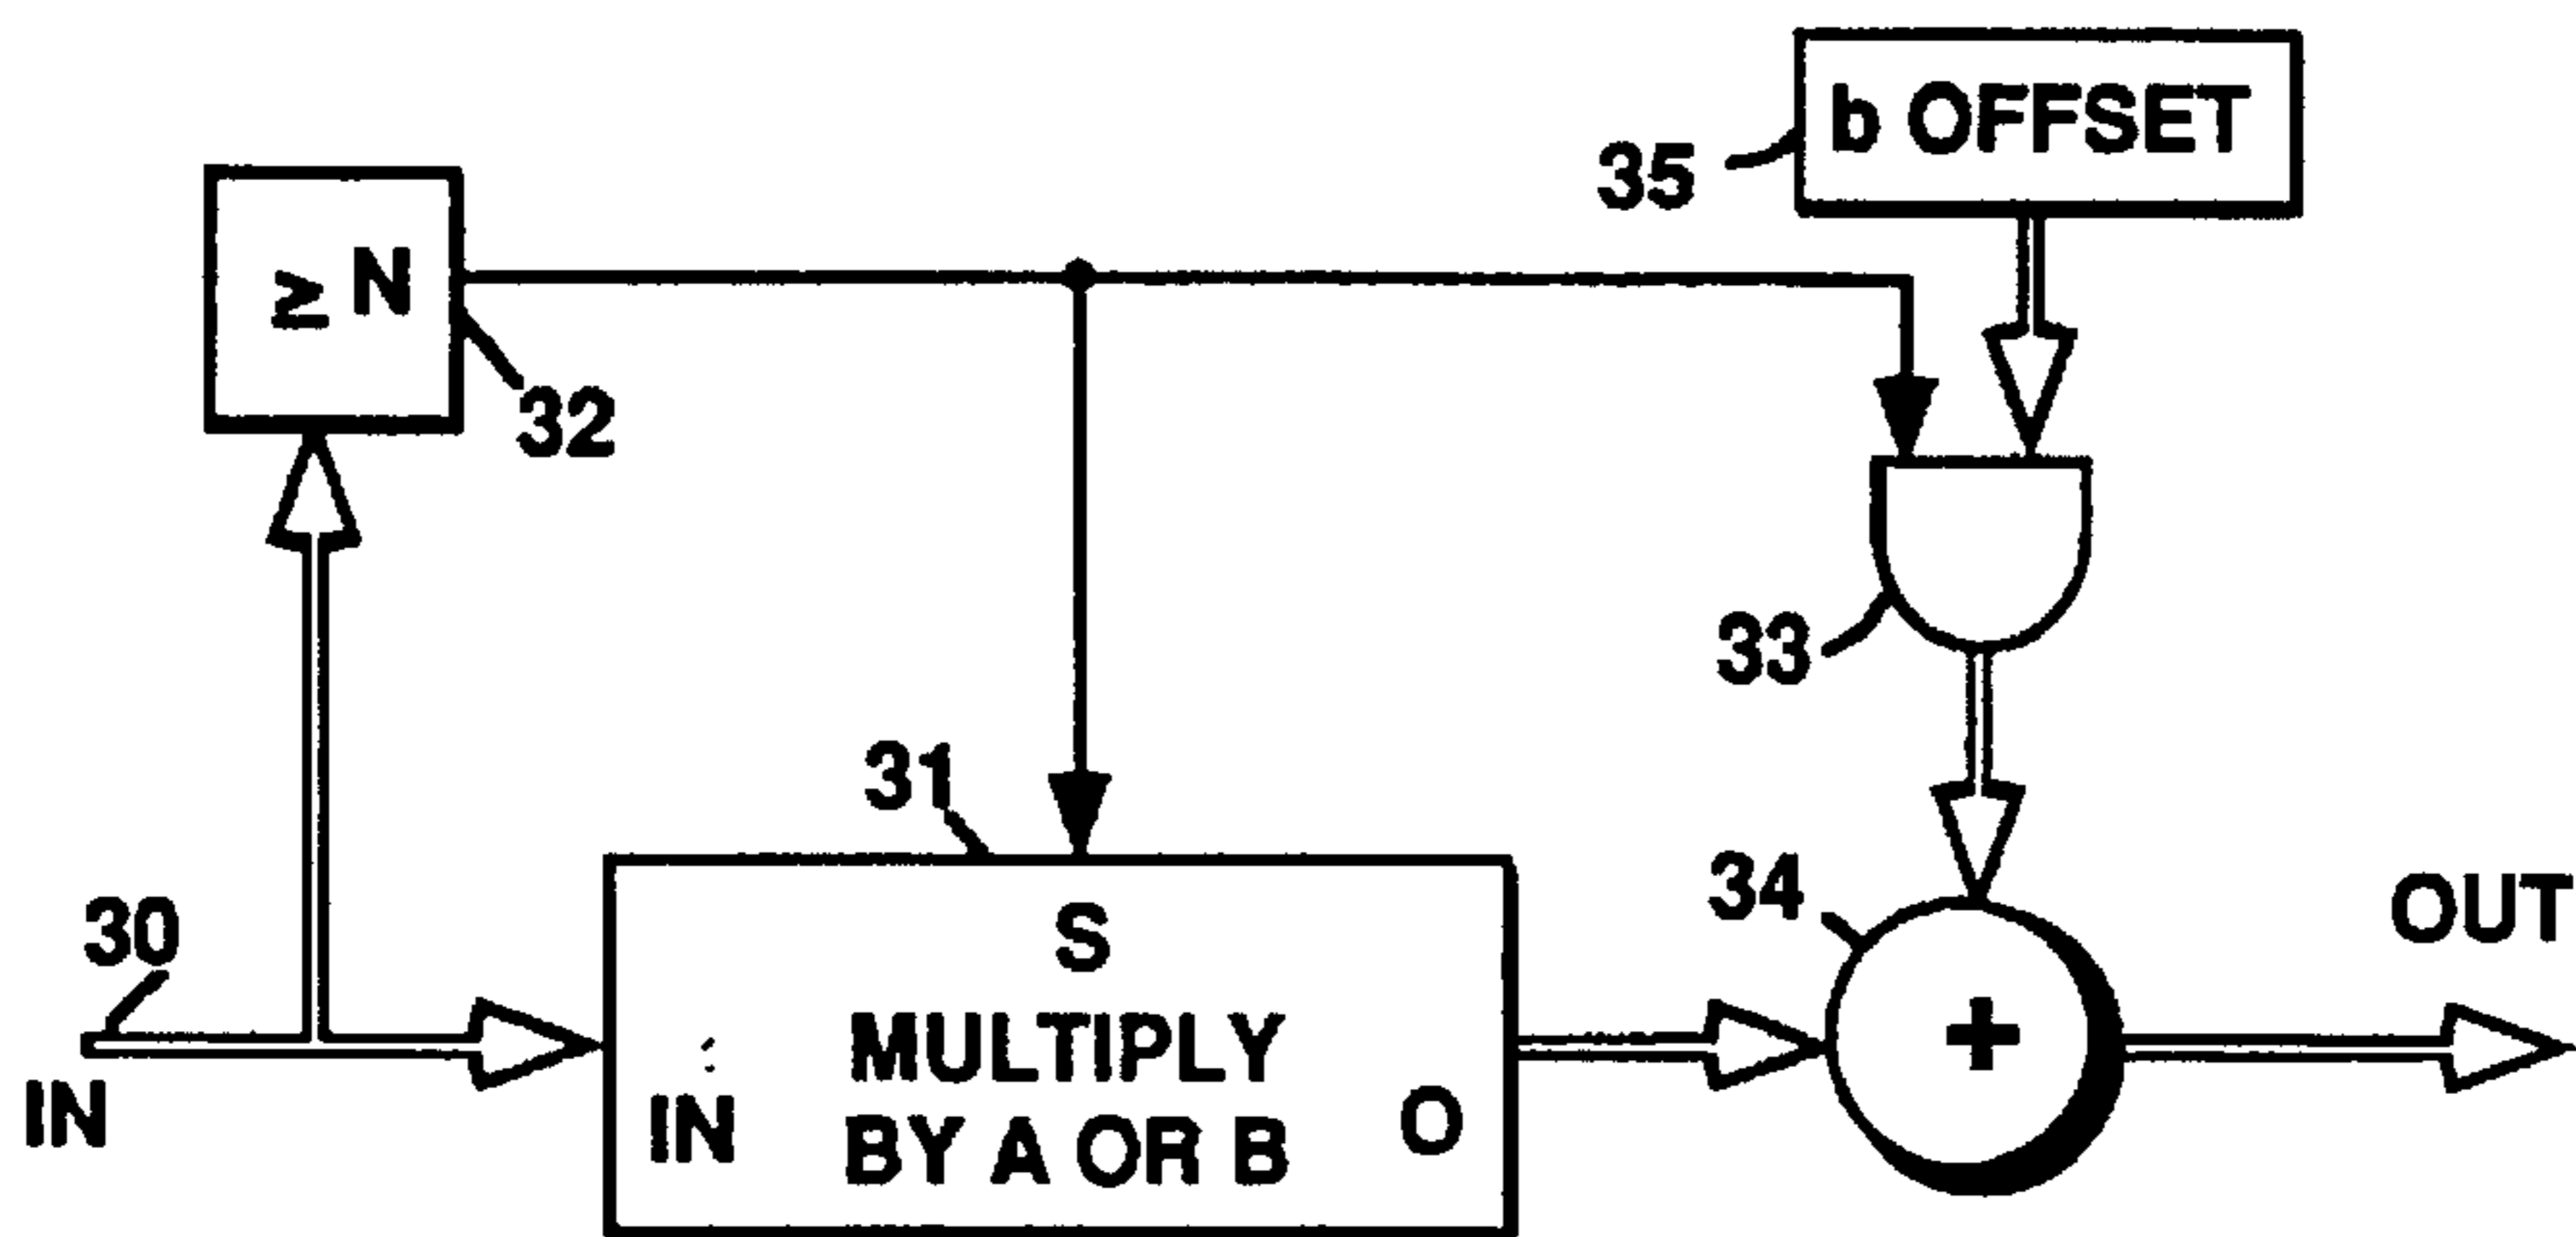 b OFFSET
35
≥ N
32
33
31
30
S
34
OUT
MULTIPLY
IN
IN
BY A OR B
O
+